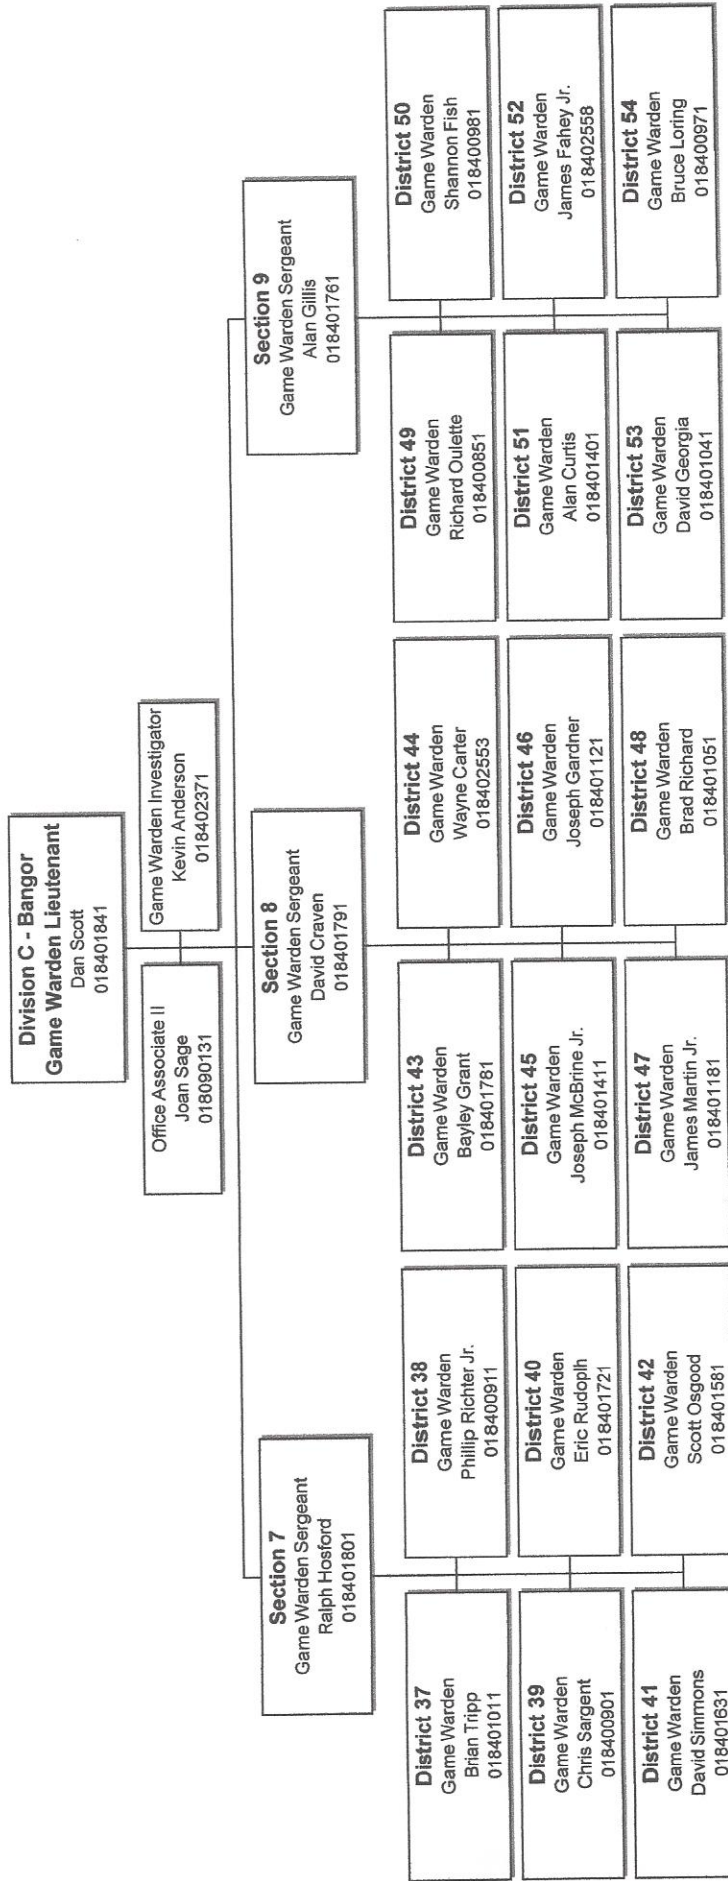 Division C - Bangor
Game Warden Lieutenant
Dan Scott
018401841
Office Associate II
Joan Sage
018090131
Game Warden Investigator
Kevin Anderson
018402371
Section 7
Game Warden Sergeant
Ralph Hosford
018401801
Section 8
Game Warden Sergeant
David Craven
018401791
Section 9
Game Warden Sergeant
Alan Gillis
018401761
District 37
Game Warden
Brian Tripp
018401011
District 38
Game Warden
Phillip Richter Jr.
018400911
District 43
Game Warden
Bayley Grant
018401781
District 44
Game Warden
Wayne Carter
018402553
District 49
Game Warden
Richard Oulette
018400851
District 50
Game Warden
Shannon Fish
018400981
District 39
Game Warden
Chris Sargent
018400901
District 40
Game Warden
Eric Rudoplh
018401721
District 45
Game Warden
Joseph McBrine Jr.
018401411
District 46
Game Warden
Joseph Gardner
018401121
District 51
Game Warden
Alan Curtis
018401401
District 52
Game Warden
James Fahey Jr.
018402558
District 41
Game Warden
David Simmons
018401631
District 42
Game Warden
Scott Osgood
018401581
District 47
Game Warden
James Martin Jr.
018401181
District 48
Game Warden
Brad Richard
018401051
District 53
Game Warden
David Georgia
018401041
District 54
Game Warden
Bruce Loring
018400971